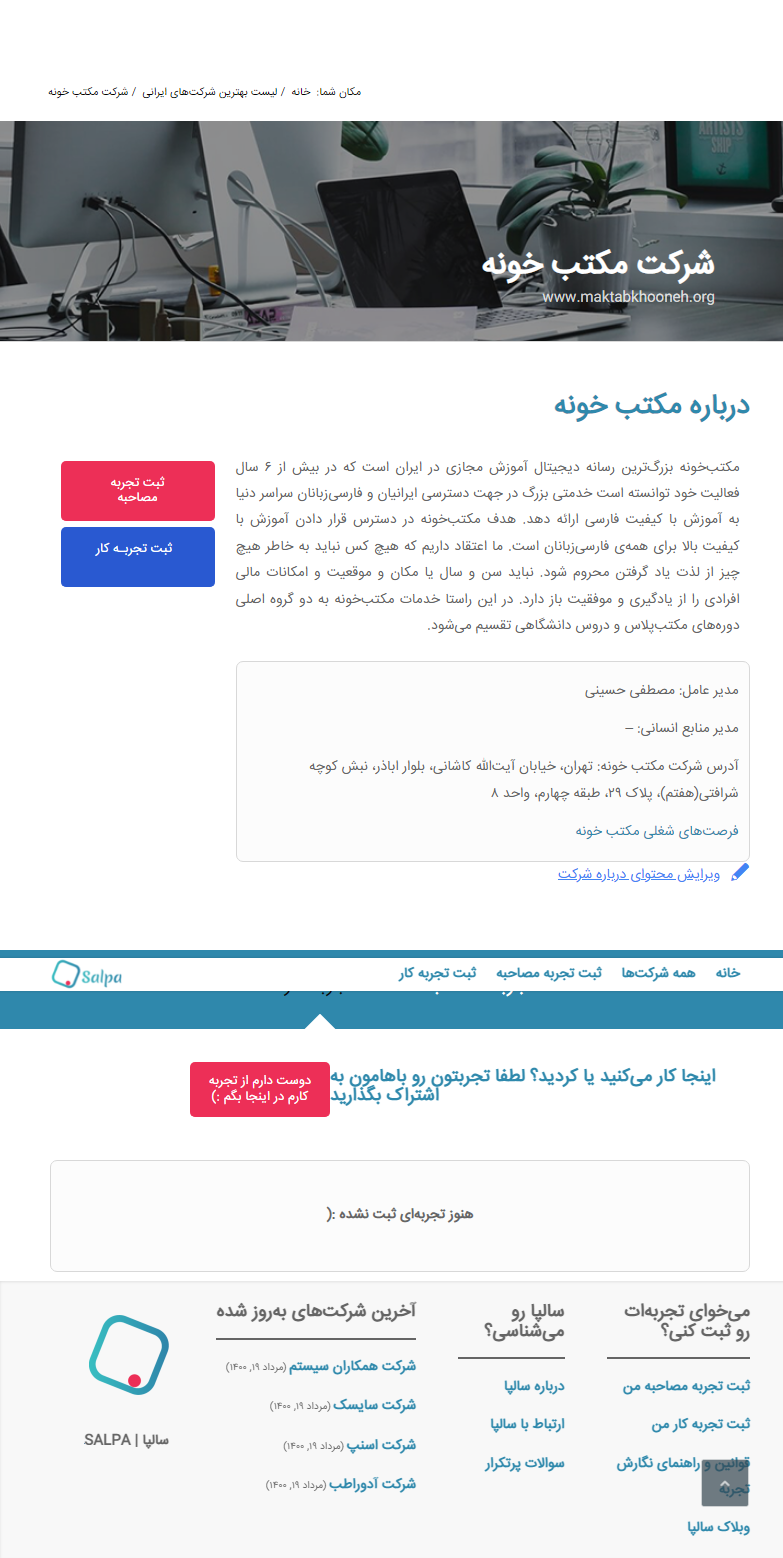 مکان شما: خانه / لیست بهترین شرکت‌های ایرانی / شرکت مکتب خونه
ARTISTS
SHIP
شرکت مکتب خونه
www.maktabkhooneh.org
درباره مکتب خونه
مکتب‌خونه بزرگ‌ترین رسانه دیجیتال آموزش مجازی در ایران است که در بیش از ۶ سال
فعالیت خود توانسته است خدمتی بزرگ در جهت دسترسی ایرانیان و فارسی‌زبانان سراسر دنیا
به آموزش با کیفیت فارسی ارائه دهد. هدف مکتب‌خونه در دسترس قرار دادن آموزش با
کیفیت بالا برای همه‌ی فارسی‌زبانان است. ما اعتقاد داریم که هیچ کس نباید به خاطر هیچ
چیز از لذت یاد گرفتن محروم شود. نباید سن و سال یا مکان و موقعیت و امکانات مالی
افرادی را از یادگیری و موفقیت باز دارد. در این راستا خدمات مکتب‌خونه به دو گروه اصلی
دوره‌های مکتب‌پلاس و دروس دانشگاهی تقسیم می‌شود.
ثبت تجربه
مصاحبه
ثبت تجربـه کار
مدیر عامل: مصطفی حسینی
مدیر منابع انسانی: –
آدرس شرکت مکتب خونه: تهران، خیابان آیت‌الله کاشانی، بلوار اباذر، نبش کوچه
شرافتی(هفتم)، پلاک ۲۹، طبقه چهارم، واحد ۸
فرصت‌های شغلی مکتب خونه
ویرایش محتوای درباره شرکت
خانه همه شرکت‌ها ثبت تجربه مصاحبه ثبت تجربه کار Salpa
اینجا کار می‌کنید یا کردید؟ لطفا تجربتون رو باهامون به
اشتراک بگذارید
دوست دارم از تجربه
کارم در اینجا بگم :)
هنوز تجربه‌ای ثبت نشده :(
می‌خوای تجربه‌ات
رو ثبت کنی؟
ثبت تجربه مصاحبه من
ثبت تجربه کار من
قوانین و راهنمای نگارش
تجربه
وبلاک سالپا
سالپا رو
می‌شناسی؟
درباره سالپا
ارتباط با سالپا
سوالات پرتکرار
آخرین شرکت‌های به‌روز شده
شرکت همکاران سیستم (مرداد ۱۹, ۱۴۰۰)
شرکت سایسک (مرداد ۱۹, ۱۴۰۰)
شرکت اسنپ (مرداد ۱۹, ۱۴۰۰)
شرکت آدوراطب (مرداد ۱۹, ۱۴۰۰)
سالپا | SALPA